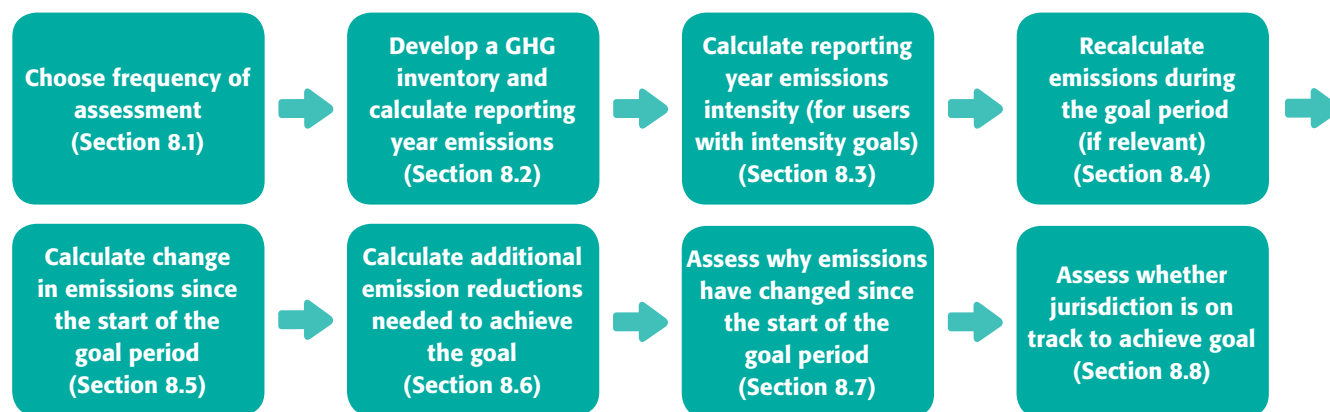 Choose frequency of
assessment
(Section 8.1)
Develop a GHG
inventory and
calculate reporting
year emissions
(Section 8.2)
Calculate reporting
year emissions
intensity (for users
with intensity goals)
(Section 8.3)
Recalculate
emissions during
the goal period
(if relevant)
(Section 8.4)
Calculate change
in emissions since
the start of the
goal period
(Section 8.5)
Calculate additional
emission reductions
needed to achieve
the goal
(Section 8.6)
Assess why emissions
have changed since
the start of the
goal period
(Section 8.7)
Assess whether
jurisdiction is on
track to achieve goal
(Section 8.8)